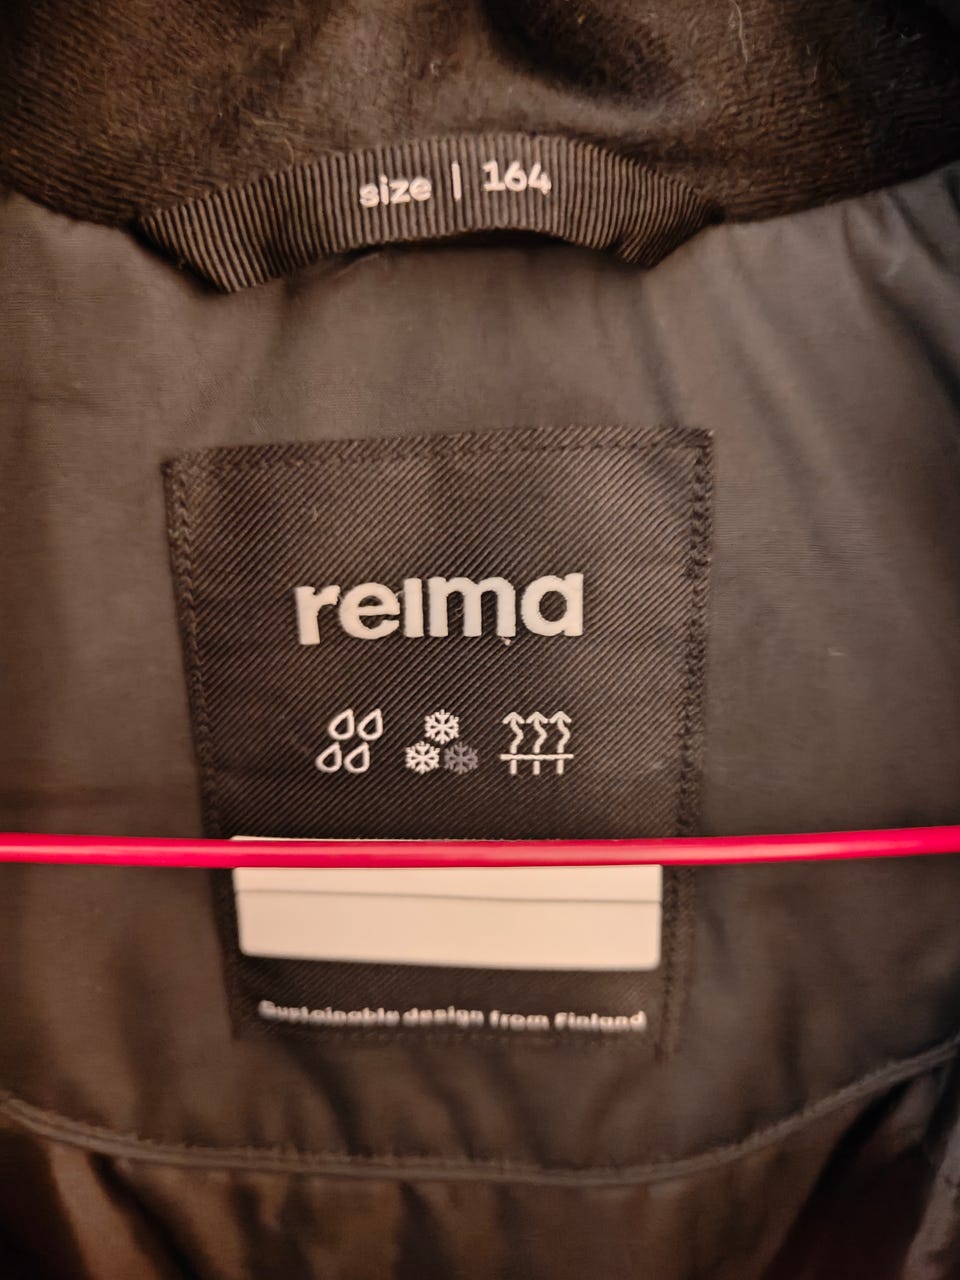 size | 164
reima
Sustainable design from Finland